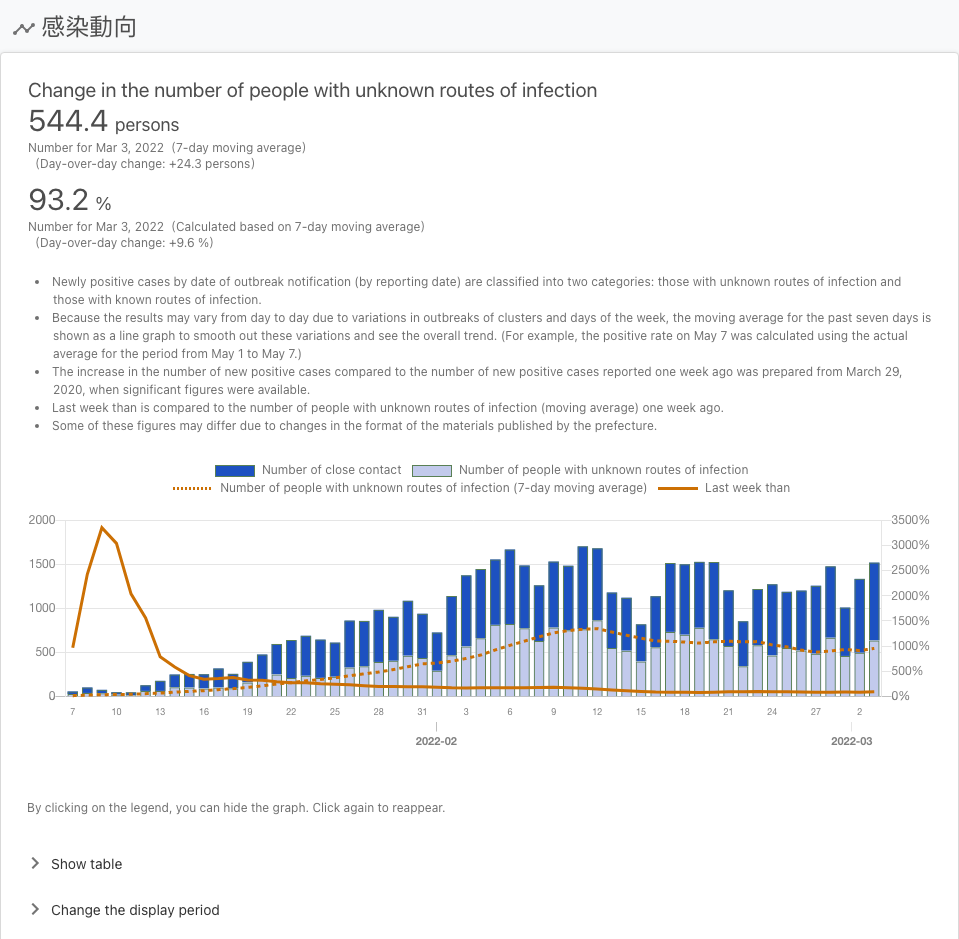 感染動向
Change in the number of people with unknown routes of infection
544.4 persons
Number for Mar 3, 2022 (7-day moving average)
(Day-over-day change: +24.3 persons)
93.2 %
Number for Mar 3, 2022 (Calculated based on 7-day moving average)
(Day-over-day change: +9.6 %)
• Newly positive cases by date of outbreak notification (by reporting date) are classified into two categories: those with unknown routes of infection and
those with known routes of infection.
• Because the results may vary from day to day due to variations in outbreaks of clusters and days of the week, the moving average for the past seven days is
shown as a line graph to smooth out these variations and see the overall trend. (For example, the positive rate on May 7 was calculated using the actual
average for the period from May 1 to May 7.)
• The increase in the number of new positive cases compared to the number of new positive cases reported one week ago was prepared from March 29,
2020, when significant figures were available.
• Last week than is compared to the number of people with unknown routes of infection (moving average) one week ago.
• Some of these figures may differ due to changes in the format of the materials published by the prefecture.
Number of close contact Number of people with unknown routes of infection
Number of people with unknown routes of infection (7-day moving average) Last week than
2000 3500%
3000%
1500 2500%
2000%
1000 1500%
500 1000%
500%
0 0%
7 10 13 16 19 22 25 28 31 3 6 9 12 15 18 21 24 27 2
2022-02 2022-03
By clicking on the legend, you can hide the graph. Click again to reappear.
Show table
Change the display period